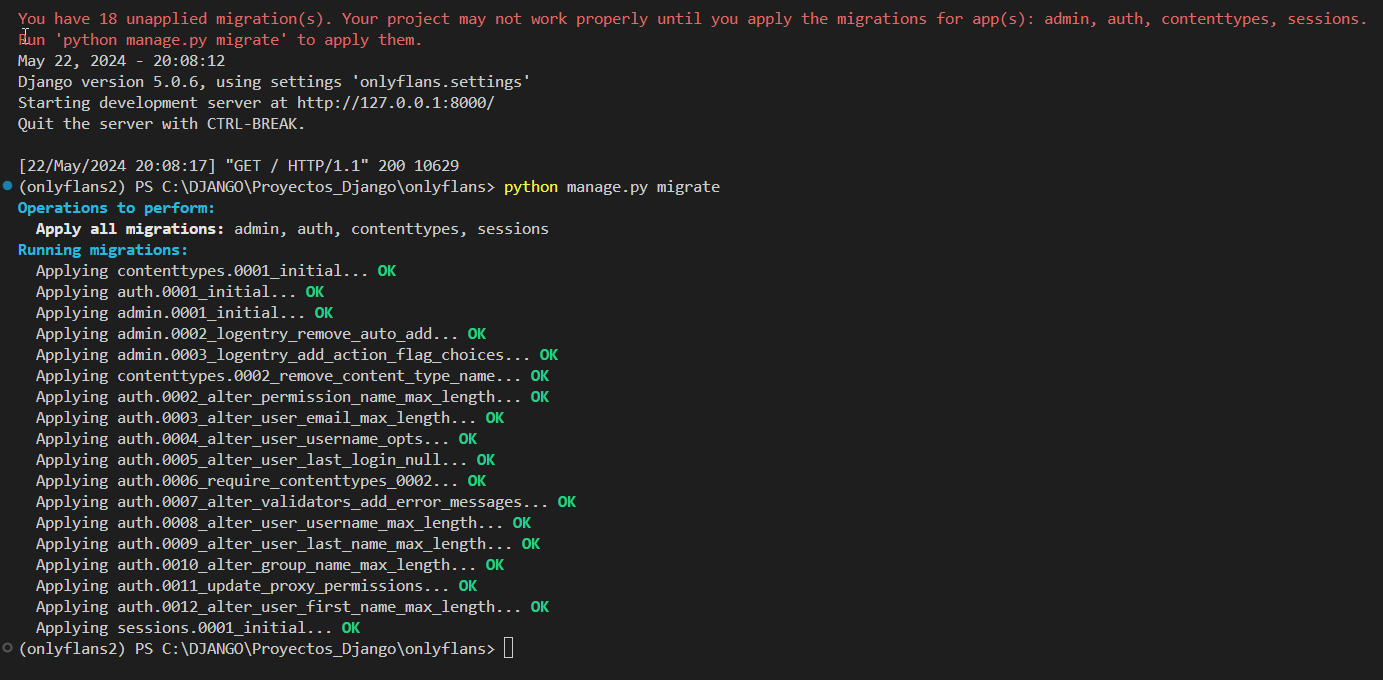 You have 18 unapplied migration(s). Your project may not work properly until you apply the migrations for app(s): admin, auth, contenttypes, sessions.
Run 'python manage.py migrate' to apply them.
May 22, 2024 - 20:08:12
Django version 5.0.6, using settings 'onlyflans.settings'
Starting development server at http://127.0.0.1:8000/
Quit the server with CTRL-BREAK.
[22/May/2024 20:08:17] "GET / HTTP/1.1" 200 10629
(onlyflans2) PS C:\DJANGO\Proyectos_Django\onlyflans> python manage.py migrate
Operations to perform:
Apply all migrations: admin, auth, contenttypes, sessions
Running migrations:
Applying contenttypes.0001_initial... OK
Applying auth.0001_initial... OK
Applying admin.0001_initial... OK
Applying admin.0002_logentry_remove_auto_add... OK
Applying admin.0003_logentry_add_action_flag_choices... OK
Applying contenttypes.0002_remove_content_type_name... OK
Applying auth.0002_alter_permission_name_max_length... OK
Applying auth.0003_alter_user_email_max_length... OK
Applying auth.0004_alter_user_username_opts... OK
Applying auth.0005_alter_user_last_login_null... OK
Applying auth.0006_require_contenttypes_0002... OK
Applying auth.0007_alter_validators_add_error_messages... OK
Applying auth.0008_alter_user_username_max_length... OK
Applying auth.0009_alter_user_last_name_max_length... OK
Applying auth.0010_alter_group_name_max_length... OK
Applying auth.0011_update_proxy_permissions... OK
Applying auth.0012_alter_user_first_name_max_length... OK
Applying sessions.0001_initial... OK
(onlyflans2) PS C:\DJANGO\Proyectos_Django\onlyflans>